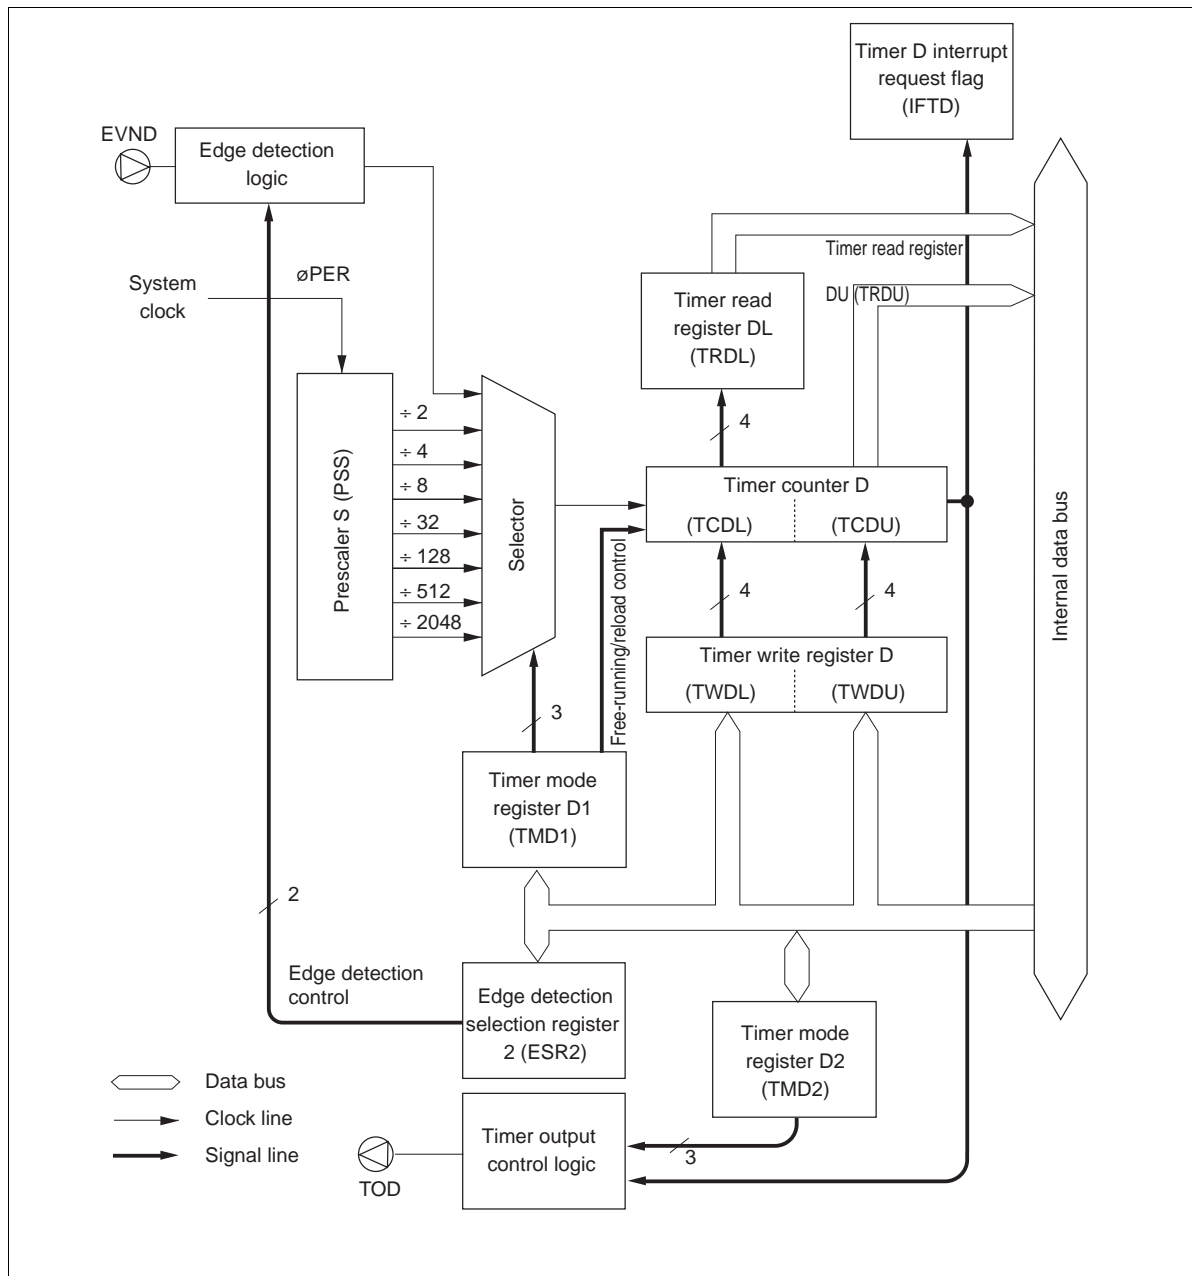 Timer D interrupt
request flag
(IFTD)
EVND
Edge detection
logic
Timer read register
øPER
System
clock
DU (TRDU)
Timer read
register DL
(TRDL)
÷ 2
÷ 4
÷ 8
÷ 32
÷ 128
÷ 512
÷ 2048
Prescaler S (PSS)
Selector
4
Timer counter D
(TCDL)
(TCDU)
Free-running/reload control
4
4
Timer write register D
(TWDL)
(TWDU)
Internal data bus
3
Timer mode
register D1
(TMD1)
2
Edge detection
control
Edge detection
selection register
2 (ESR2)
Timer mode
register D2
(TMD2)
Data bus
Clock line
Signal line
Timer output
control logic
3
TOD